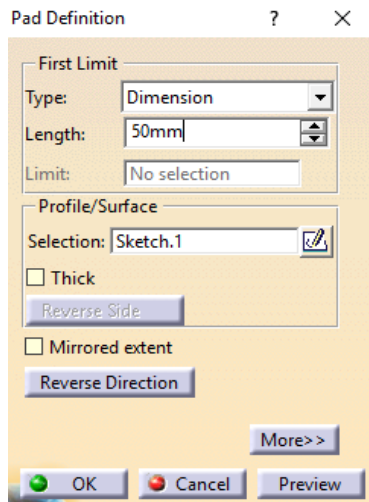 Pad Definition ? ×
First Limit
Type: Dimension
Length: 50mm
Limit: No selection
Profile/Surface
Selection: Sketch.1
Thick
Reverse Side
Mirrored extent
Reverse Direction
More>>
OK Cancel Preview